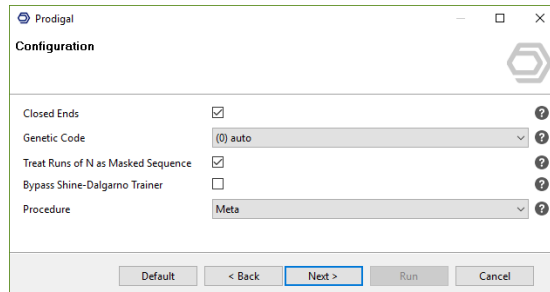 Prodigal
Configuration
Closed Ends
Genetic Code (0) auto
Treat Runs of N as Masked Sequence
Bypass Shine-Dalgarno Trainer
Procedure Meta
Default < Back Next > Run Cancel